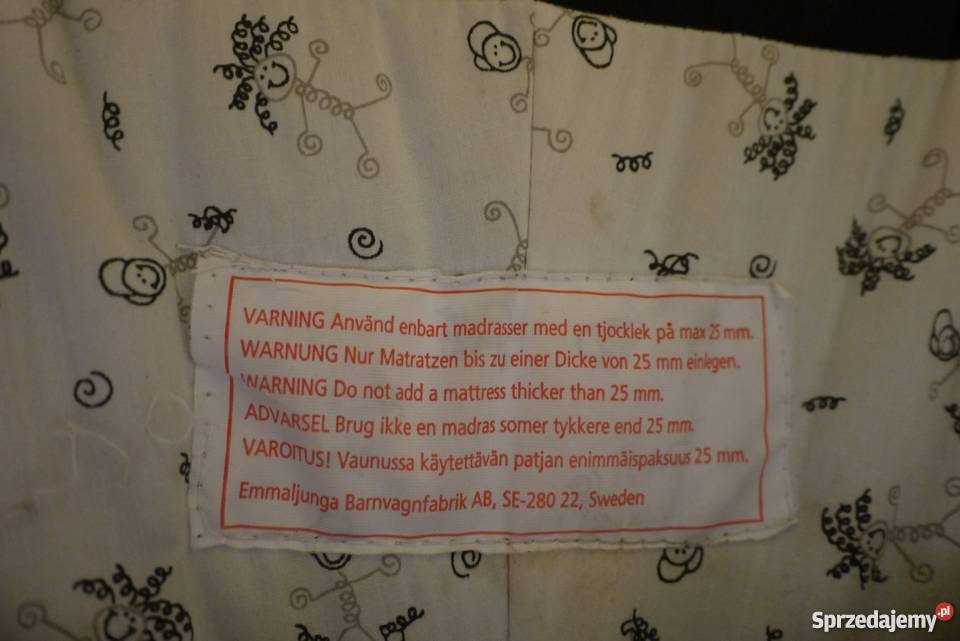 VARNING Använd enbart madrasser med en tjocklek på max 25 mm.
WARNUNG Nur Matratzen bis zu einer Dicke von 25 mm einlegen.
WARNING Do not add a mattress thicker than 25 mm.
ADVARSEL Brug ikke en madras somer tykkere end 25 mm.
VAROITUS! Vaunussa käytettävän patjan enimmäispaksuus 25 mm.
Emmaljunga Barnvagnfabrik AB, SE-280 22, Sweden
Sprzedajemy.pl